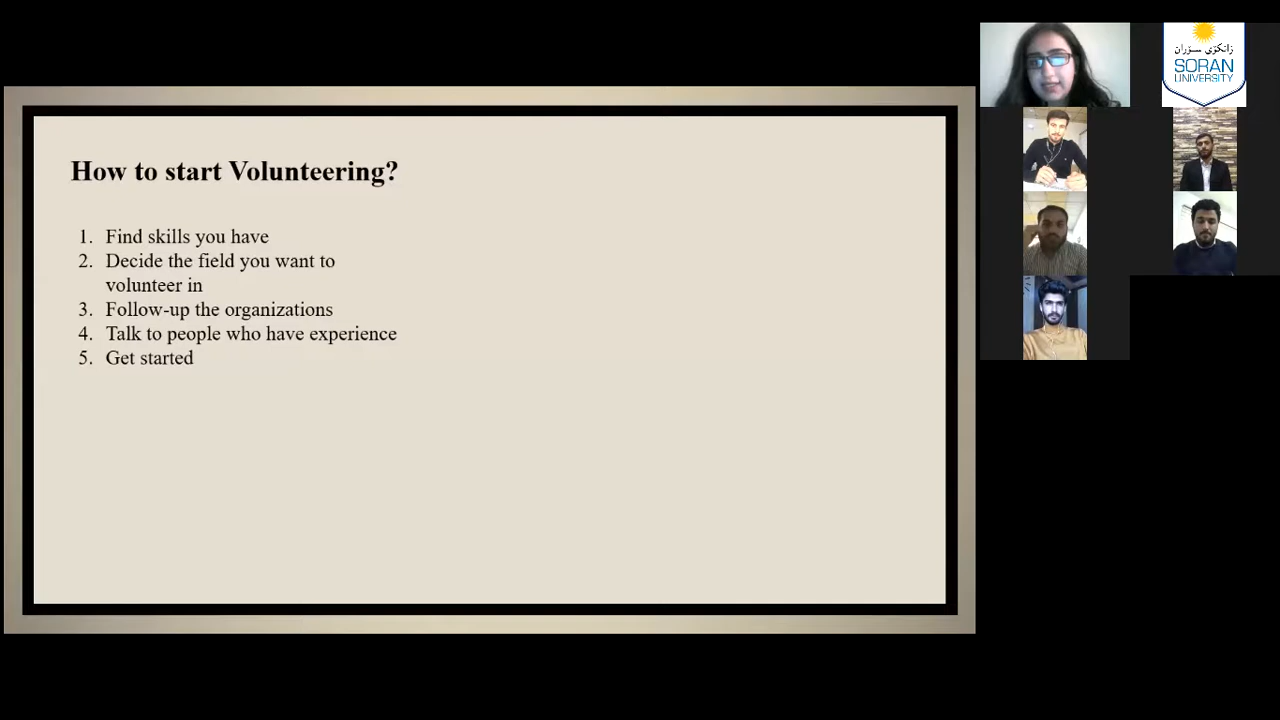 How to start Volunteering?
1. Find skills you have
2. Decide the field you want to
volunteer in
3. Follow-up the organizations
4. Talk to people who have experience
5. Get started
زانكۆی سۆران
SORAN
UNIVERSITY